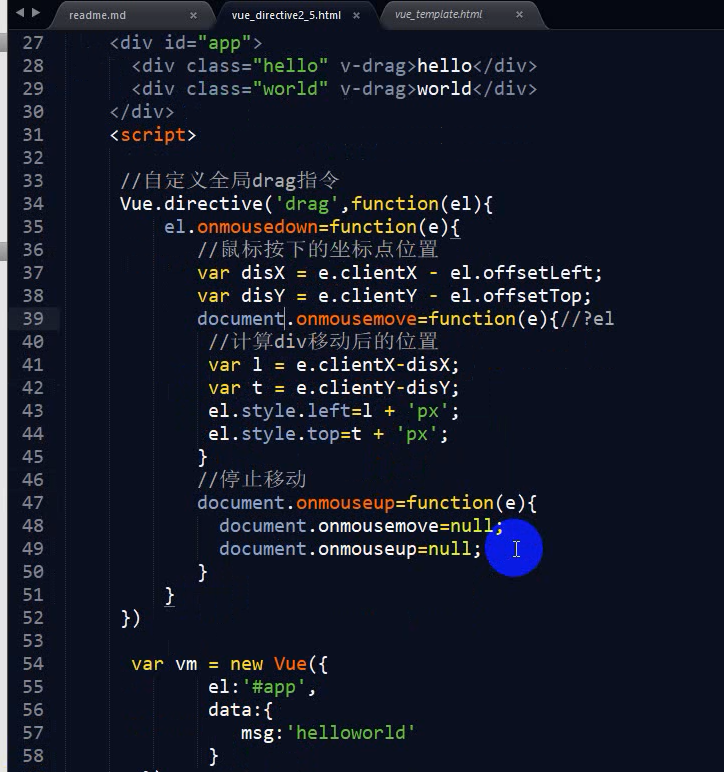 readme.md × vue_directive2_5.html × vue_template.html ×
27 <div id="app">
28 <div class="hello" v-drag>hello</div>
29 <div class="world" v-drag>world</div>
30 </div>
31 <script>
32
33 //自定义全局drag指令
34 Vue.directive('drag',function(el){
35 el.onmousedown=function(e){
36 //鼠标按下的坐标点位置
37 var disX = e.clientX - el.offsetLeft;
38 var disY = e.clientY - el.offsetTop;
39 document.onmousemove=function(e){//?el
40 //计算div移动后的位置
41 var l = e.clientX-disX;
42 var t = e.clientY-disY;
43 el.style.left=l + 'px';
44 el.style.top=t + 'px';
45 }
46 //停止移动
47 document.onmouseup=function(e){
48 document.onmousemove=null;
49 document.onmouseup=null;
50 }
51 }
52 })
53
54 var vm = new Vue({
55 el:'#app',
56 data:{
57 msg:'helloworld'
58 }